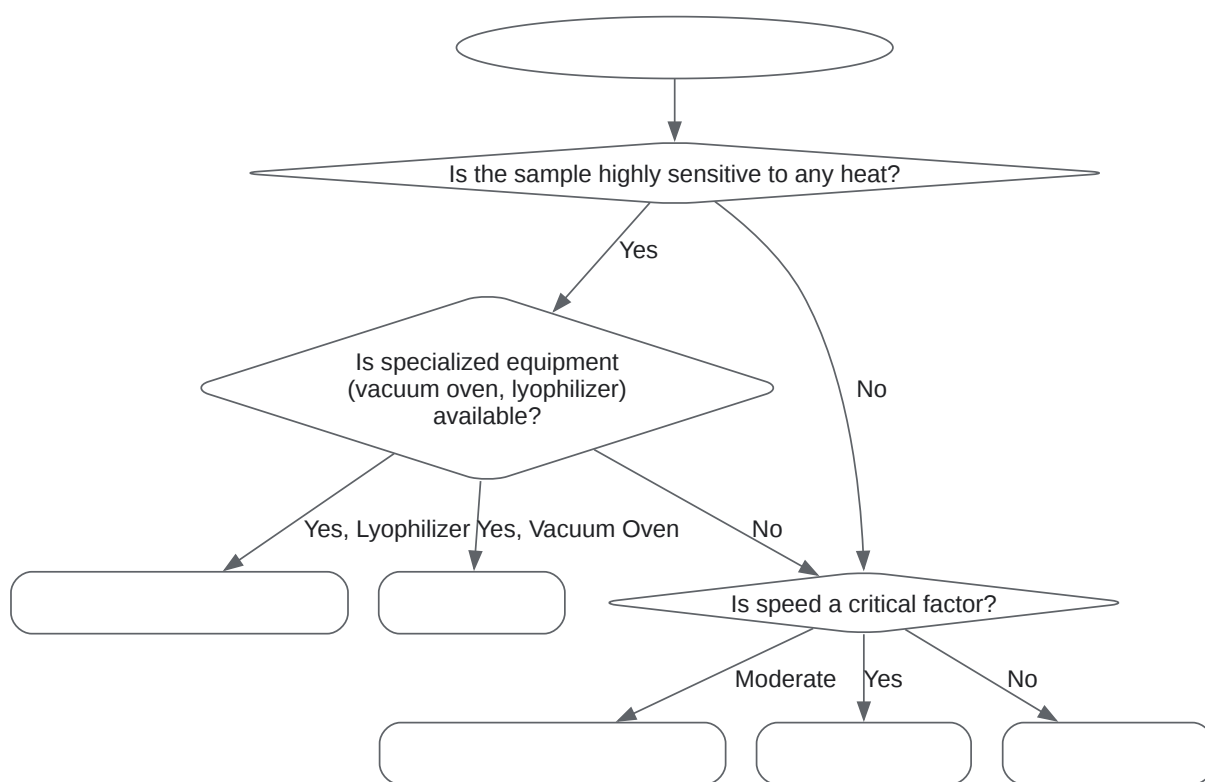 Is the sample highly sensitive to any heat?
Yes
Is specialized equipment
(vacuum oven, lyophilizer)
available?
No
Yes, Lyophilizer
Yes, Vacuum Oven
No
Is speed a critical factor?
Moderate
Yes
No